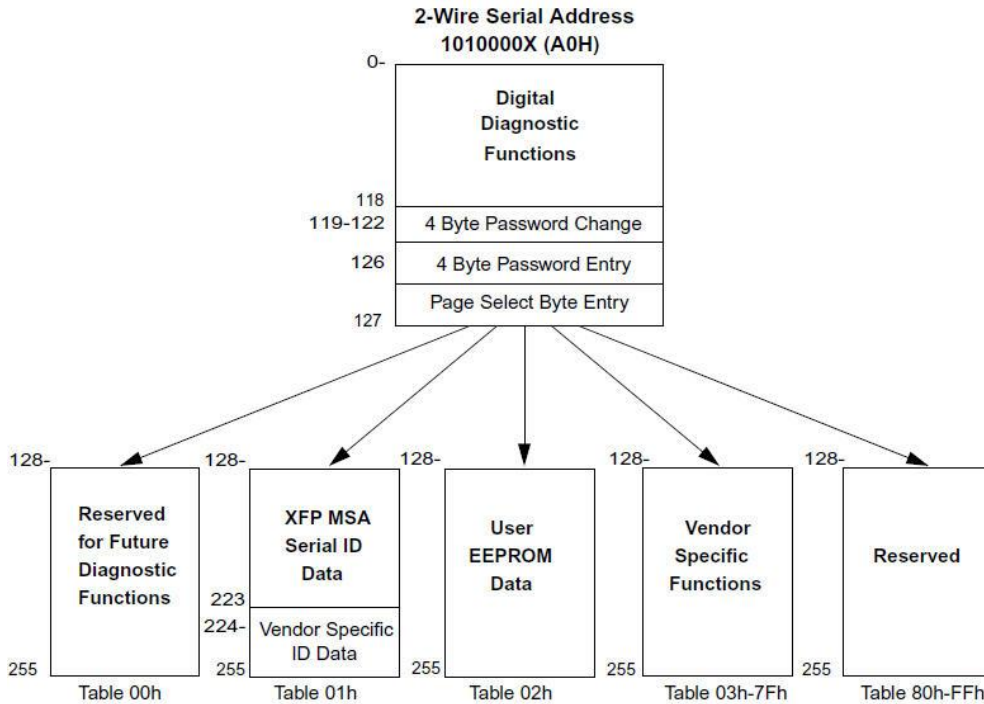 2-Wire Serial Address
1010000X (A0H)
0-
Digital
Diagnostic
Functions
118
119-122
4 Byte Password Change
126
4 Byte Password Entry
Page Select Byte Entry
127
128-
Reserved
for Future
Diagnostic
Functions
255
Table 00h
128-
XFP MSA
Serial ID
Data
223
224-
Vendor Specific
ID Data
255
Table 01h
128-
User
EEPROM
Data
255
Table 02h
128-
Vendor
Specific
Functions
255
Table 03h-7Fh
128-
Reserved
255
Table 80h-FFh